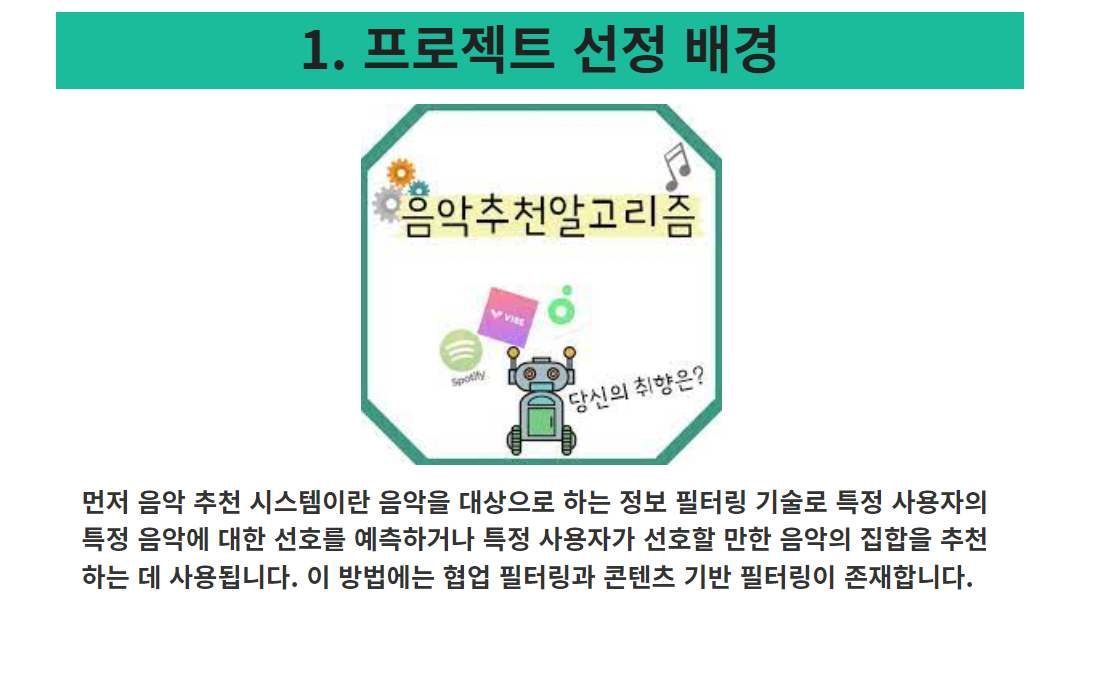 1. 프로젝트 선정 배경
음악추천알고리즘
VIBE
Spotify
당신의 취향은?
먼저 음악 추천 시스템이란 음악을 대상으로 하는 정보 필터링 기술로 특정 사용자의
특정 음악에 대한 선호를 예측하거나 특정 사용자가 선호할 만한 음악의 집합을 추천
하는 데 사용됩니다. 이 방법에는 협업 필터링과 콘텐츠 기반 필터링이 존재합니다.